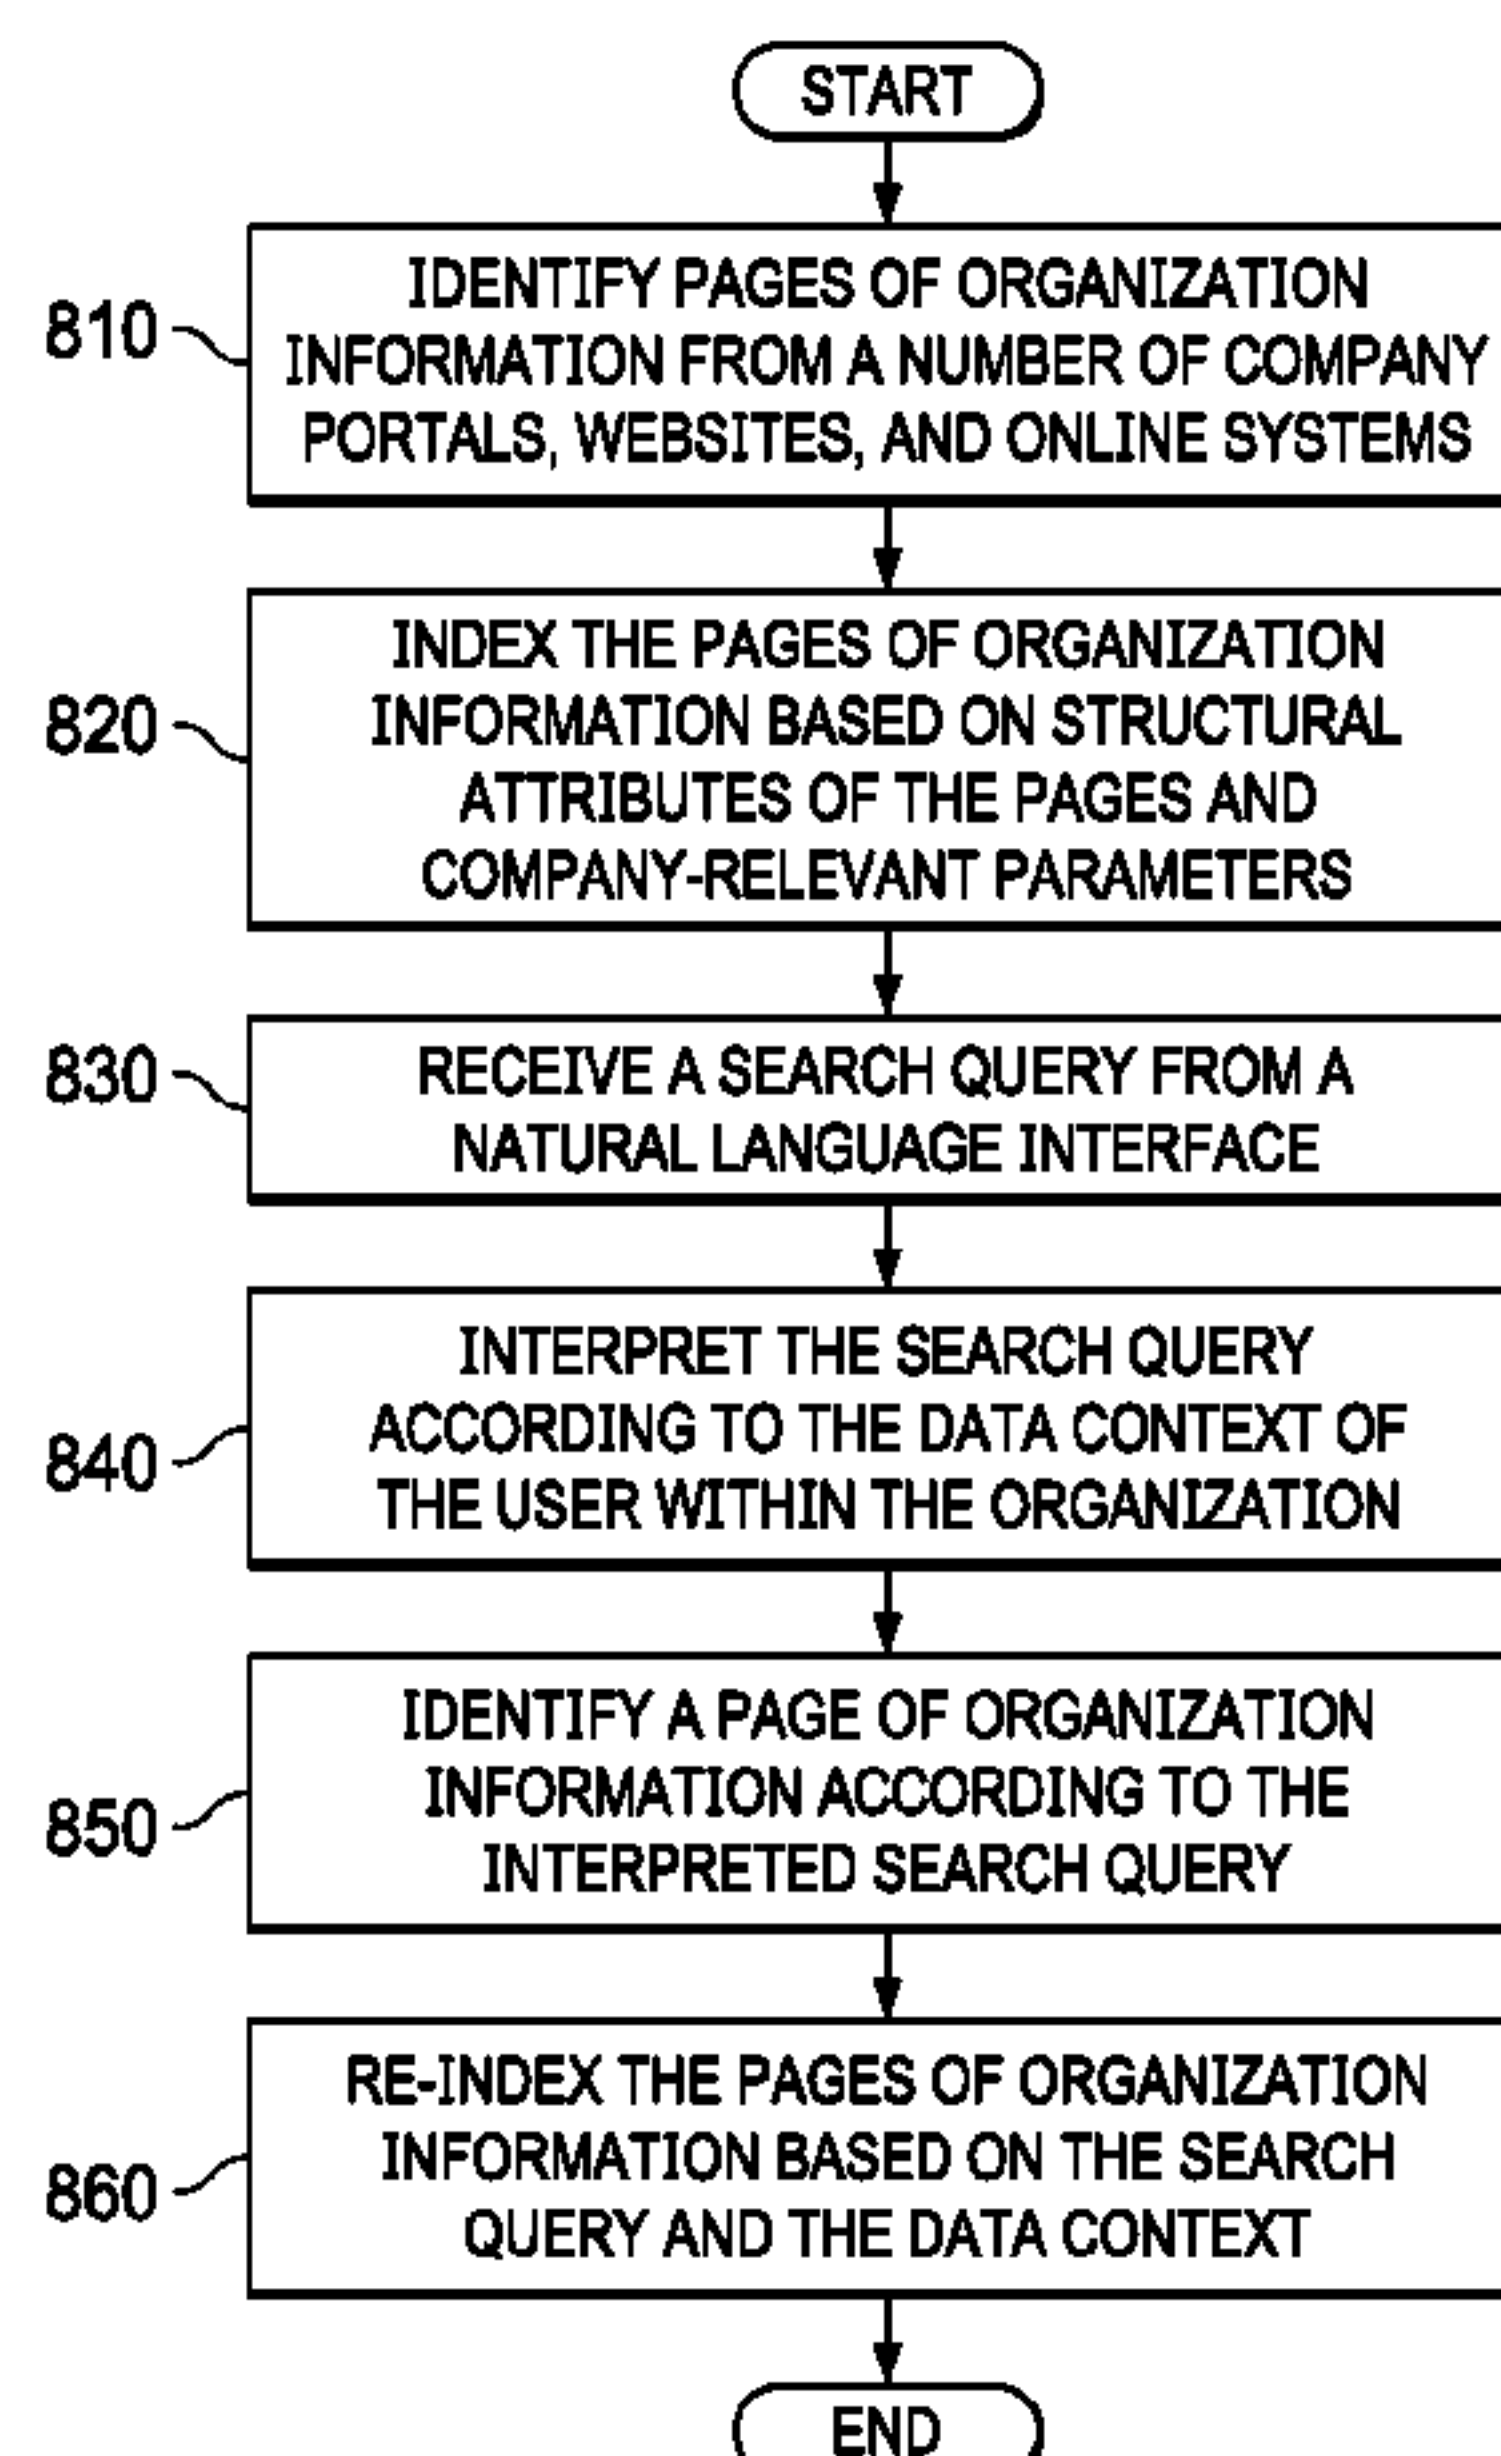 START
810
IDENTIFY PAGES OF ORGANIZATION
INFORMATION FROM A NUMBER OF COMPANY
PORTALS, WEBSITES, AND ONLINE SYSTEMS
820
INDEX THE PAGES OF ORGANIZATION
INFORMATION BASED ON STRUCTURAL
ATTRIBUTES OF THE PAGES AND
COMPANY-RELEVANT PARAMETERS
830
RECEIVE A SEARCH QUERY FROM A
NATURAL LANGUAGE INTERFACE
840
INTERPRET THE SEARCH QUERY
ACCORDING TO THE DATA CONTEXT OF
THE USER WITHIN THE ORGANIZATION
850
IDENTIFY A PAGE OF ORGANIZATION
INFORMATION ACCORDING TO THE
INTERPRETED SEARCH QUERY
860
RE-INDEX THE PAGES OF ORGANIZATION
INFORMATION BASED ON THE SEARCH
QUERY AND THE DATA CONTEXT
END